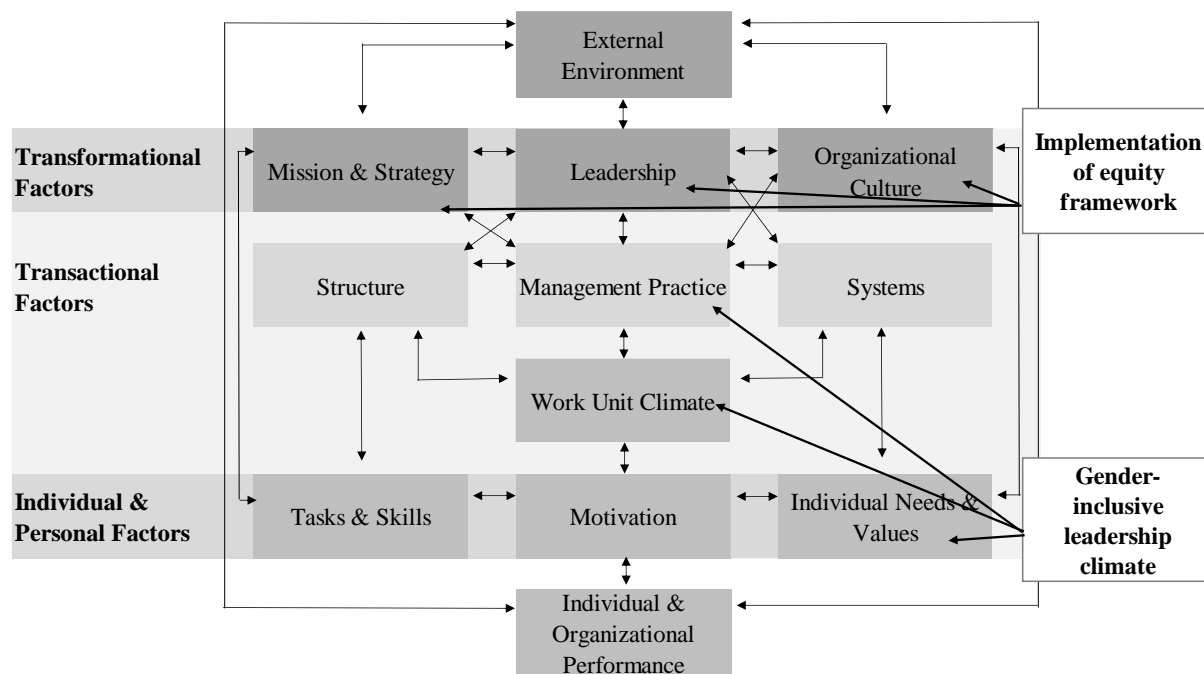 External
Environment
Transformational
Factors
Mission & Strategy
Leadership
Organizational
Culture
Implementation
of equity
framework
Transactional
Factors
Structure
Management Practice
Systems
Work Unit Climate
Individual &
Personal Factors
Tasks & Skills
Motivation
Individual Needs &
Values
Gender-
inclusive
leadership
climate
Individual &
Organizational
Performance